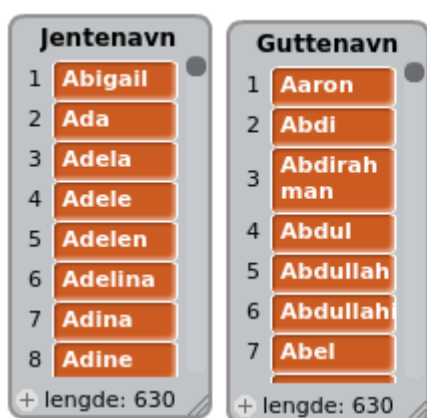 Jentenavn
1 Abigail
2 Ada
3 Adela
4 Adele
5 Adelen
6 Adelina
7 Adina
8 Adine
+ lengde: 630
Guttenavn
1 Aaron
2 Abdi
3 Abdirah
man
4 Abdul
5 Abdullah
6 Abdullahi
7 Abel
+ lengde: 630